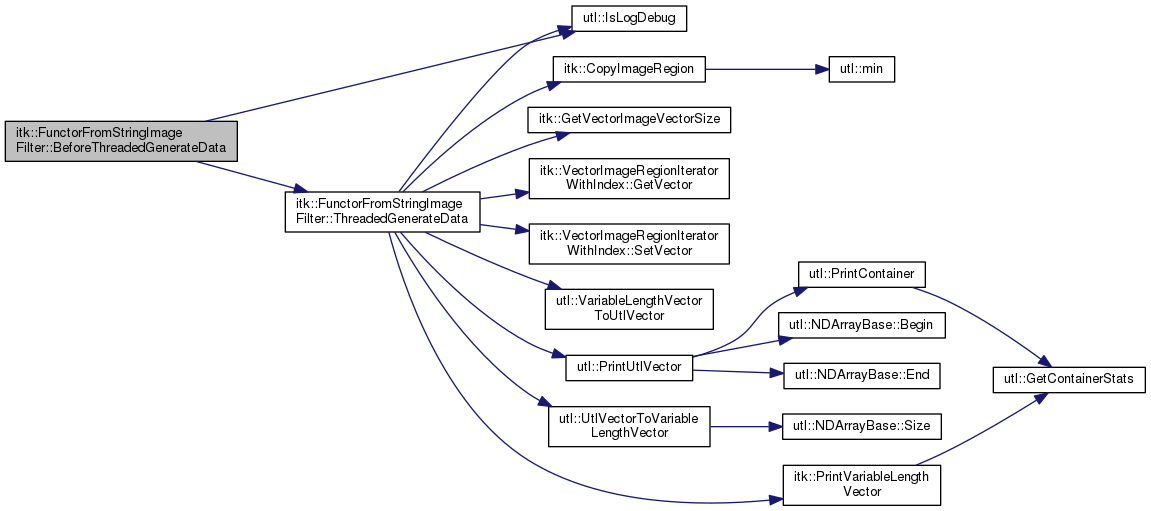 utl::IsLogDebug
itk::CopyImageRegion
utl::min
itk::GetVectorImageVectorSize
itk::FunctorFromStringImage
Filter::BeforeThreadedGenerateData
itk::VectorImageRegionIterator
WithIndex::GetVector
itk::FunctorFromStringImage
Filter::ThreadedGenerateData
itk::VectorImageRegionIterator
WithIndex::SetVector
utl::VariableLengthVector
ToUtlVector
utl::PrintContainer
utl::NDArrayBase::Begin
utl::PrintUtlVector
utl::NDArrayBase::End
utl::GetContainerStats
utl::UtlVectorToVariable
LengthVector
utl::NDArrayBase::Size
itk::PrintVariableLength
Vector